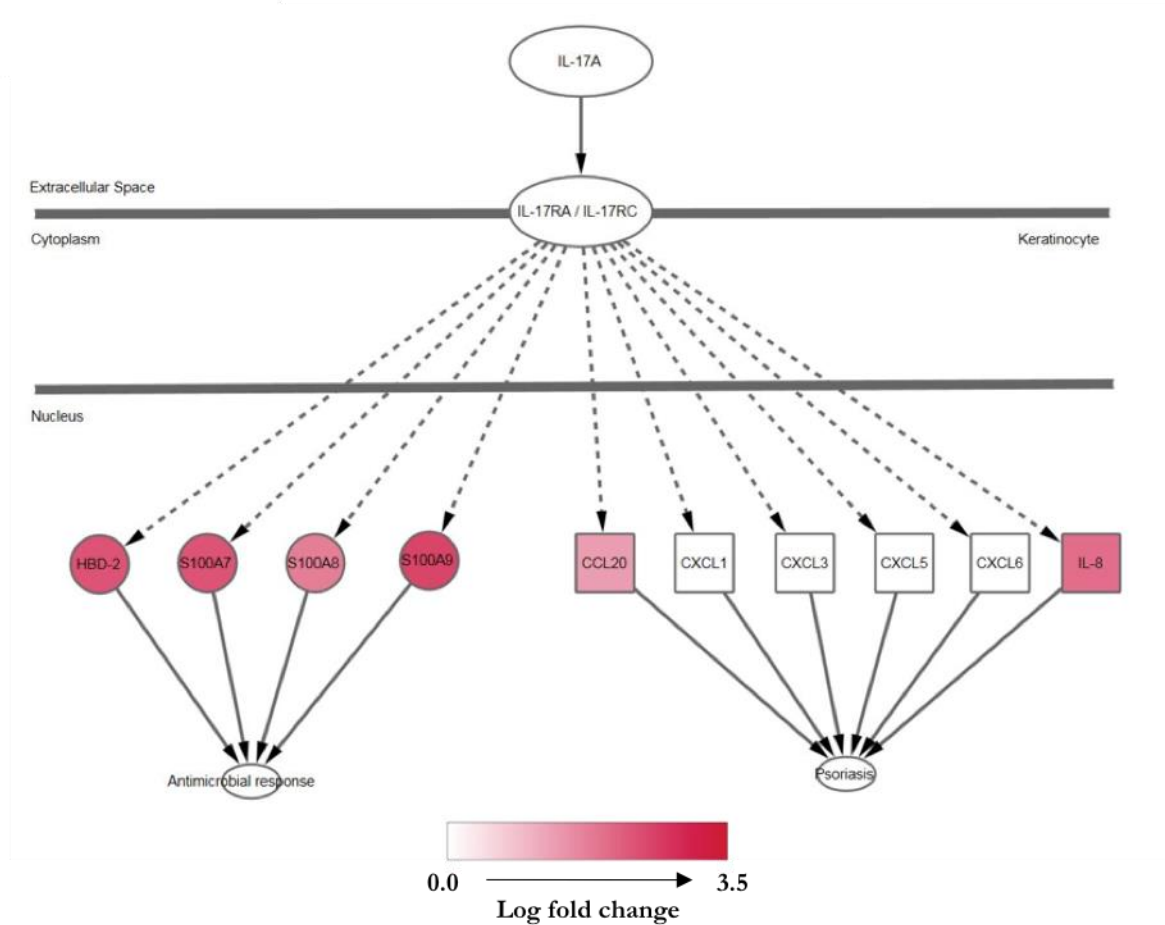 IL-17A
Extracellular Space
IL-17RA / IL-17RC
Cytoplasm
Keratinocyte
Nucleus
HBD-2
S100A7
S100A8
S100A9
CCL20
CXCL1
CXCL3
CXCL5
CXCL6
IL-8
Antimicrobial response
Psoriasis
0.0
3.5
Log fold change